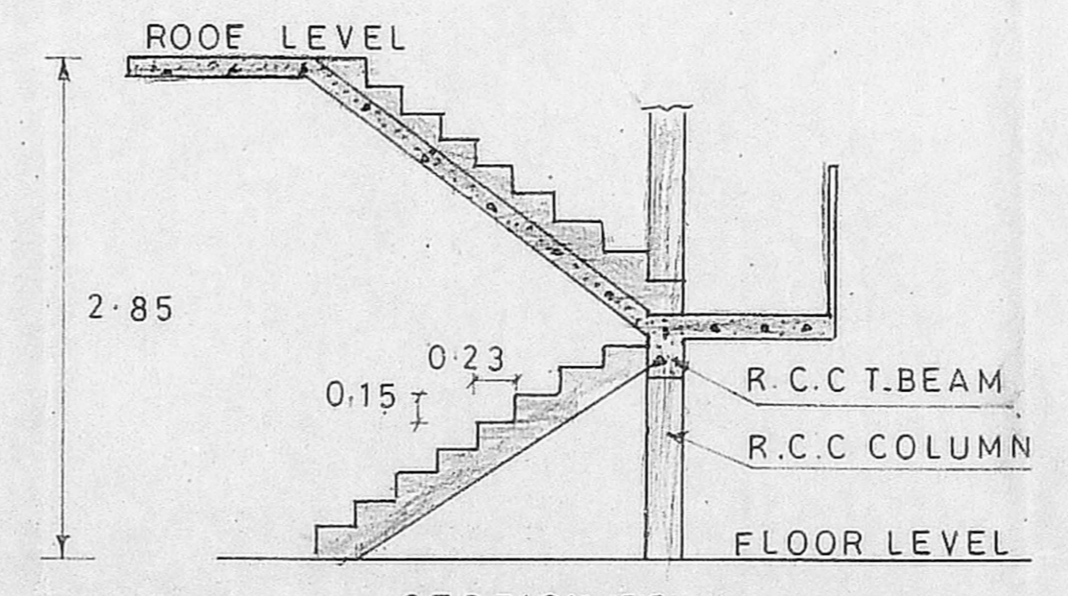 ROOE LEVEL
2.85
0.23
0.15
R.C.C T.BEAM
R.C.C COLUMN
FLOOR LEVEL